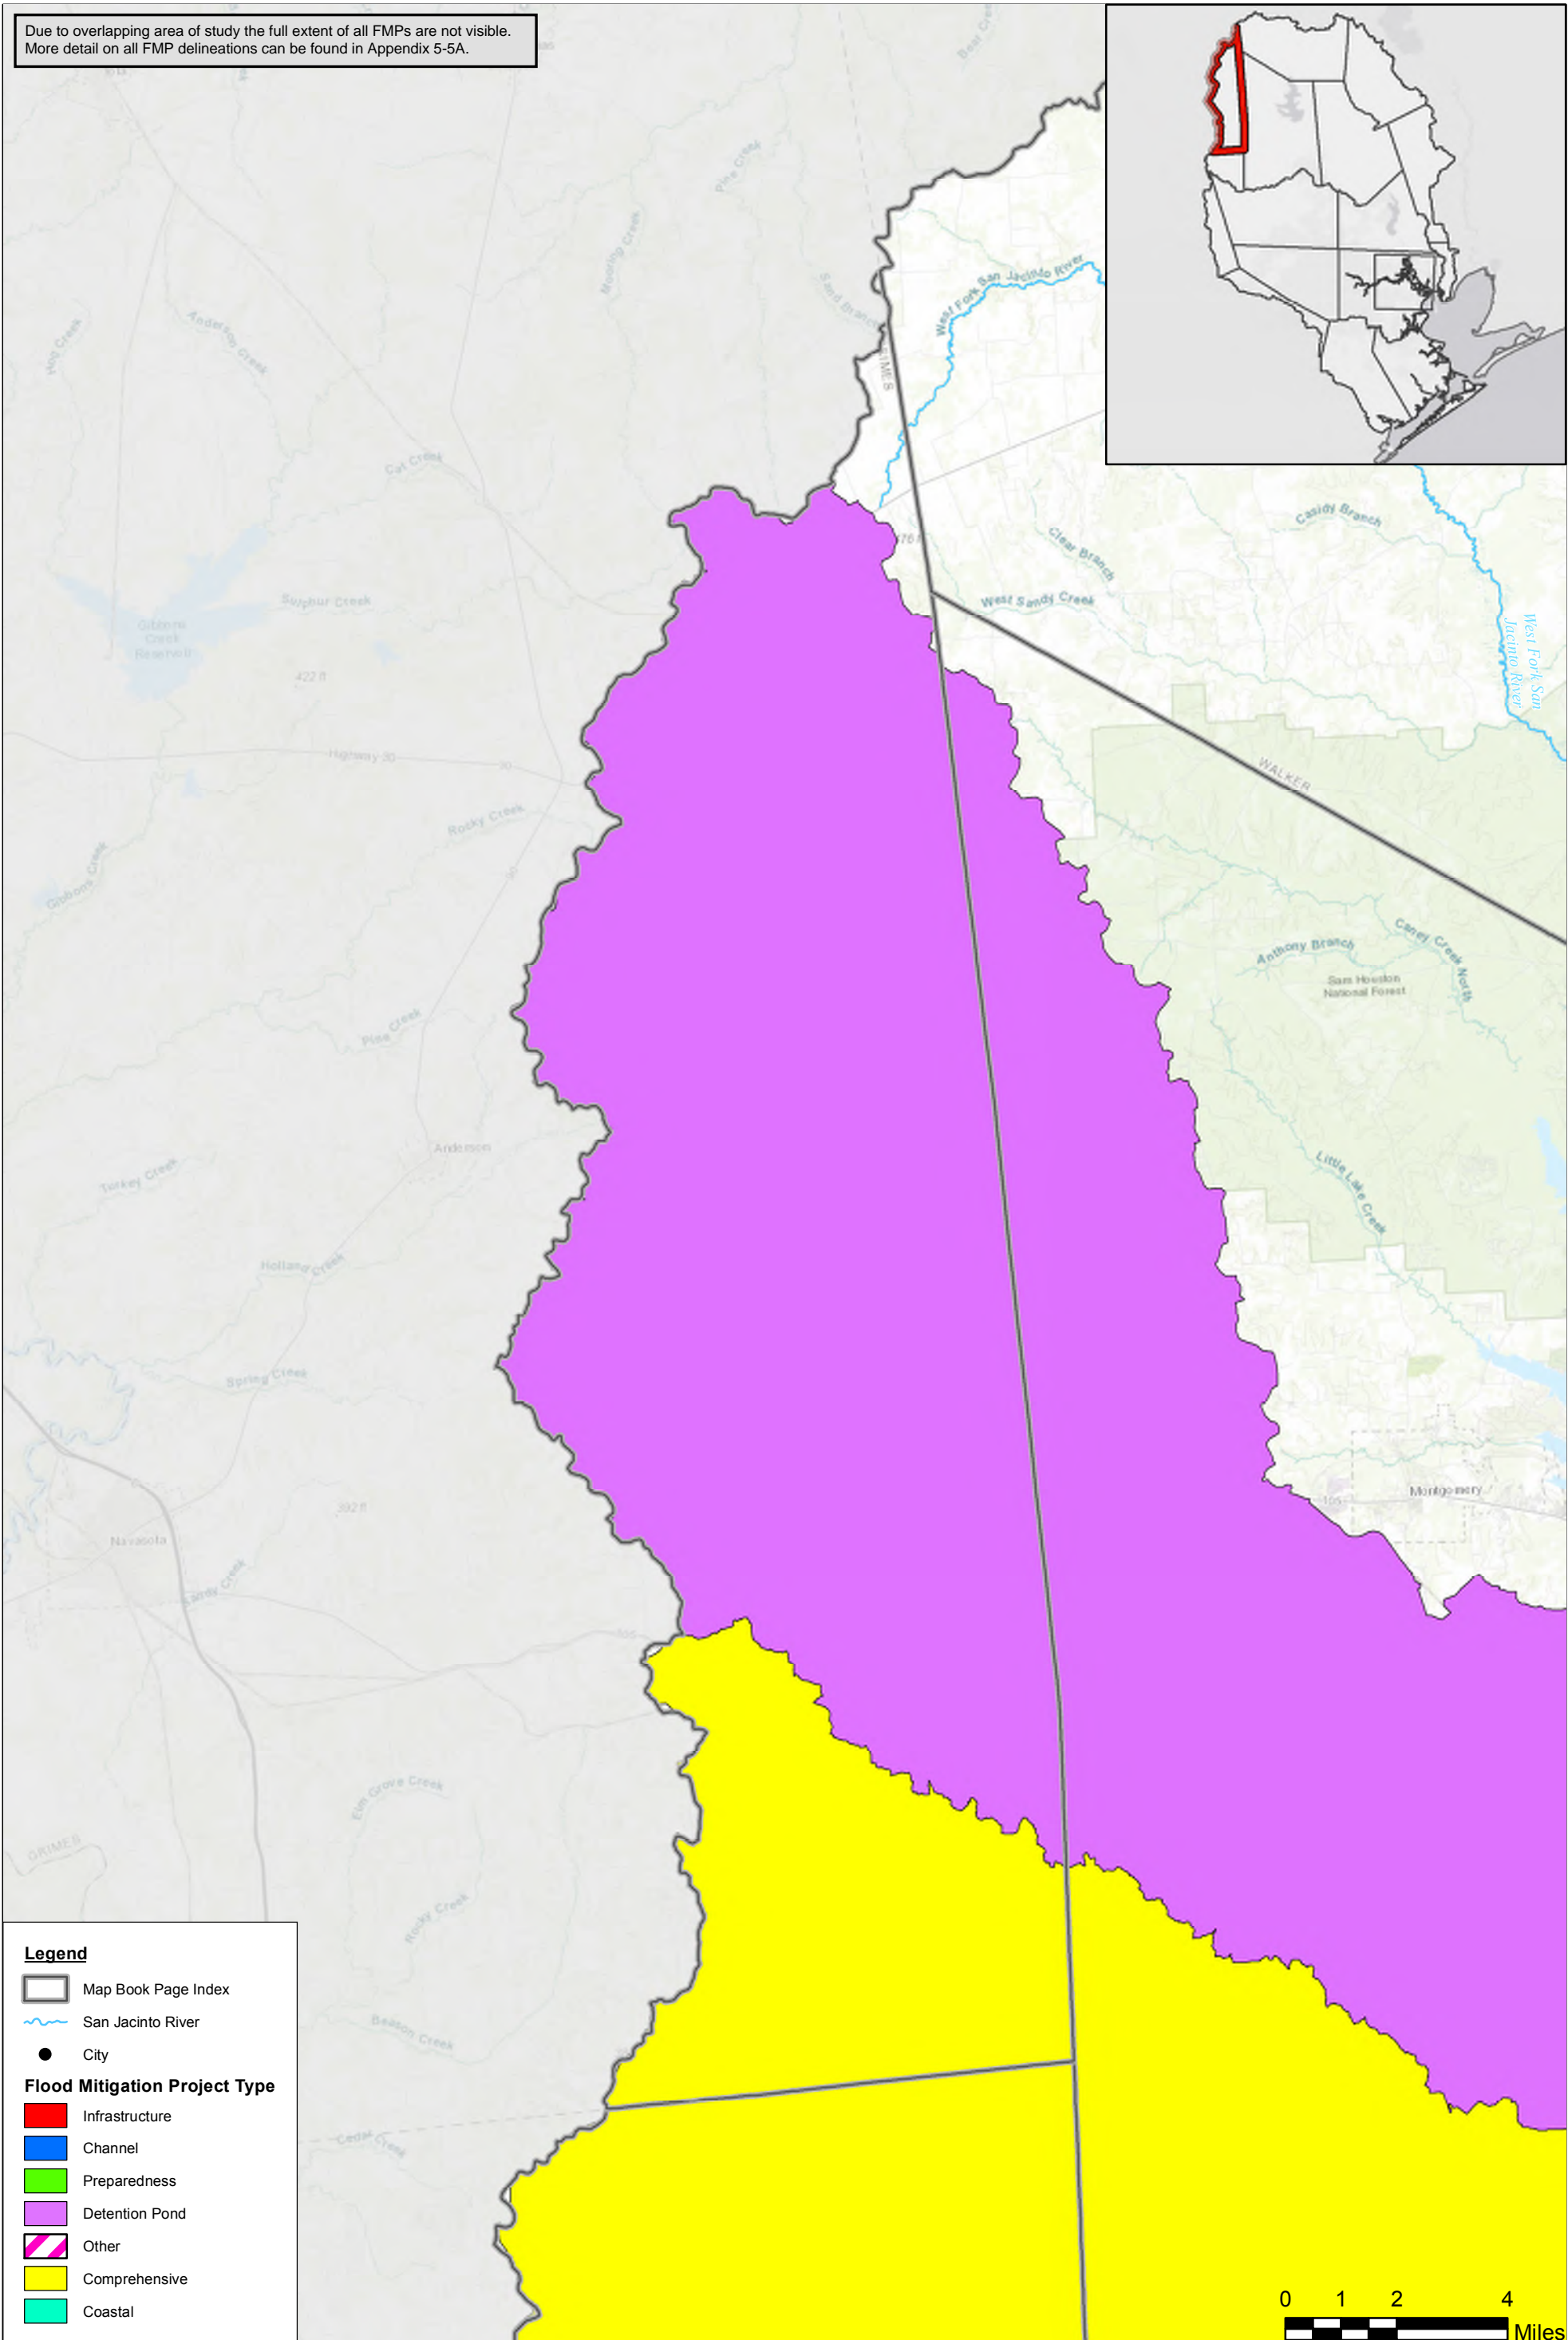 Due to overlapping area of study the full extent of all FMPs are not visible.
More detail on all FMP delineations can be found in Appendix 5-5A.
Bear Creek
Iola
Pine Creek
Mooring Creek
Sand Branch
GRIMES
West Fork San Jacinto River
Hog Creek
Anderson Creek
Cat Creek
Casidy Branch
Clear Branch
West Sandy Creek
Sulphur Creek
Gibbons
Creek
Reservoir
West Fork San
Jacinto River
422 ft
Highway 30
30
WALKER
Rocky Creek
90
Gibbons Creek
Caney Creek North
Anthony Branch
Sam Houston
National Forest
Pine Creek
Anderson
Turkey Creek
Little Lake Creek
Holland Creek
Spring Creek
392 ft
105
Montgomery
Navasota
Sandy Creek
105
Elm Grove Creek
GRIMES
Rocky Creek
Beason Creek
Cedar Creek
Legend
Map Book Page Index
San Jacinto River
City
Flood Mitigation Project Type
Infrastructure
Channel
Preparedness
Detention Pond
Other
Comprehensive
Coastal
0 1 2 4
Miles